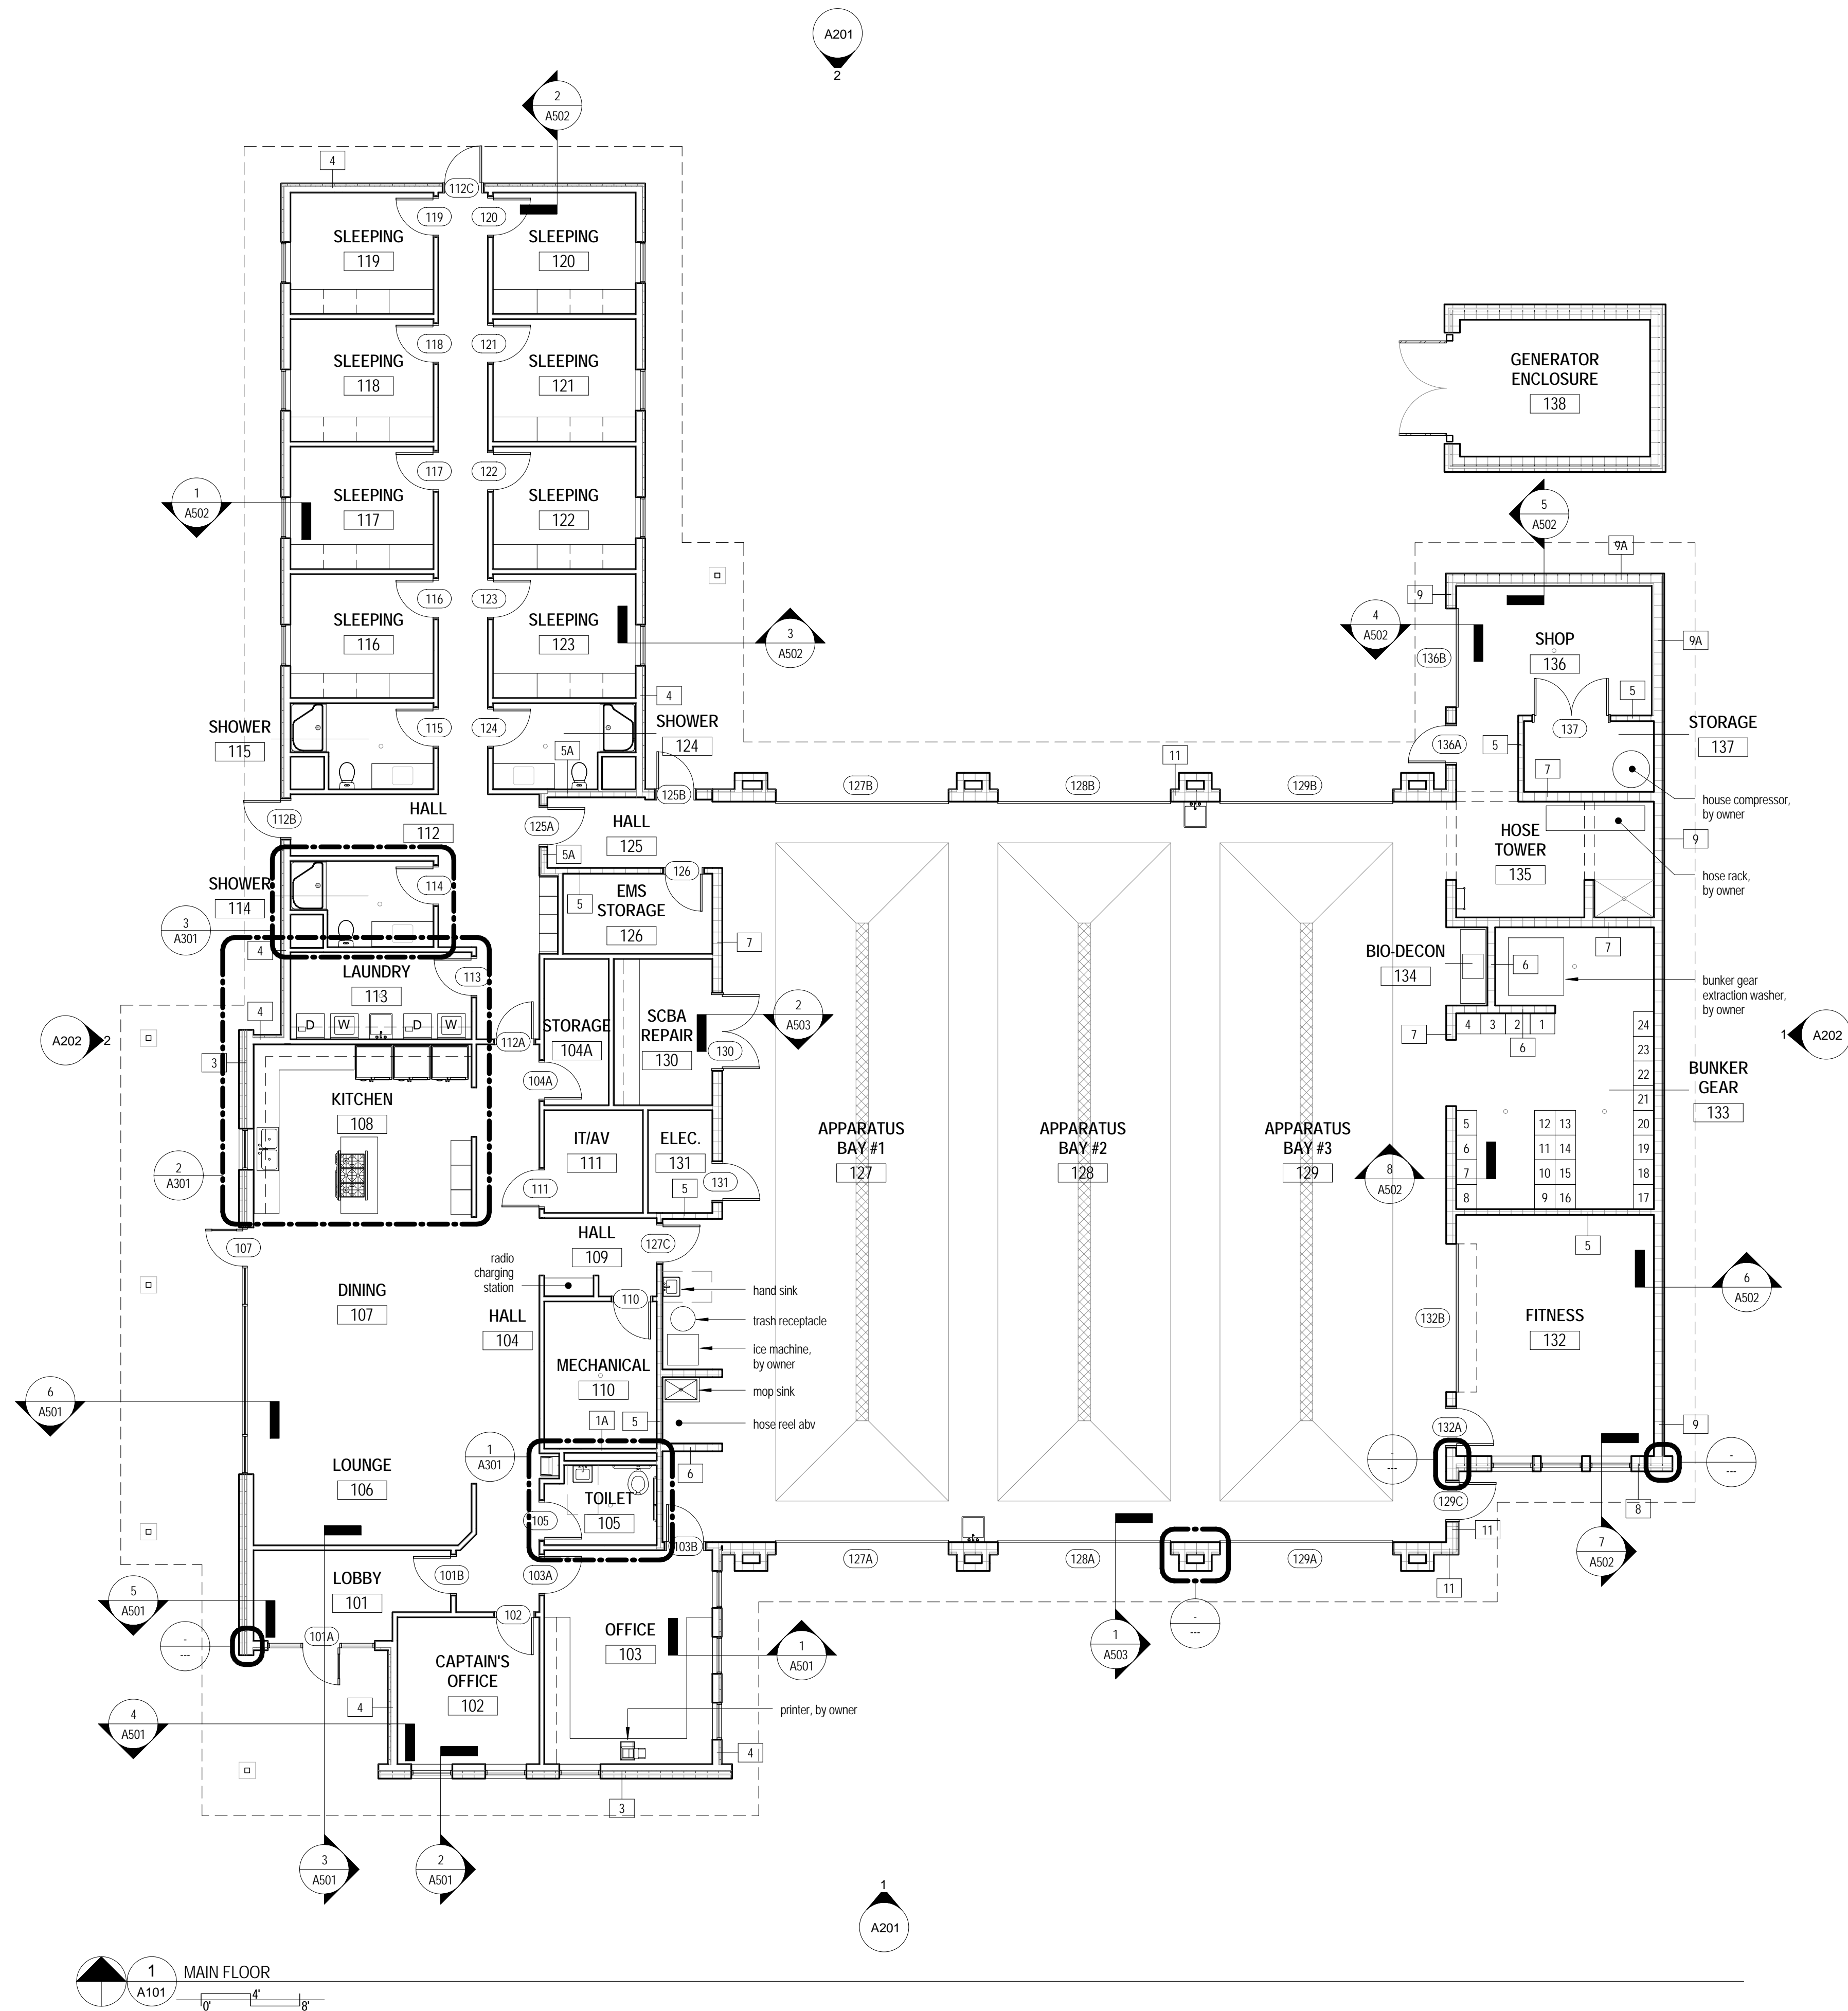 A201
2
2
A502
4
112C
119
120
SLEEPING
119
SLEEPING
120
118
121
SLEEPING
118
SLEEPING
121
GENERATOR
ENCLOSURE
138
117
122
1
A502
SLEEPING
117
SLEEPING
122
5
A502
9A
116
123
9
SLEEPING
116
SLEEPING
123
3
A502
4
A502
136B
SHOP
136
9A
4
5
SHOWER
115
115
124
SHOWER
124
5A
11
136A
5
137
STORAGE
137
7
125B
127B
128B
129B
house compressor,
by owner
112B
HALL
112
125A
HALL
125
5A
HOSE
TOWER
135
9
126
SHOWER
114
114
5
EMS
STORAGE
126
hose rack,
by owner
3
A301
4
7
7
LAUNDRY
113
113
BIO-DECON
134
6
bunker gear
extraction washer,
by owner
4
D
W
D
W
STORAGE
104A
SCBA
REPAIR
130
2
A503
4
3
2
1
24
A202
2
112A
130
7
6
23
1
A202
3
104A
22
BUNKER
GEAR
133
KITCHEN
108
21
5
12
13
20
APPARATUS
BAY #1
127
APPARATUS
BAY #2
128
APPARATUS
BAY #3
129
IT/AV
111
ELEC.
131
6
11
14
19
2
A301
111
5
131
8
A502
7
10
15
18
8
9
16
17
107
HALL
109
127C
5
radio
charging
station
DINING
107
110
hand sink
6
A502
HALL
104
trash receptacle
132B
FITNESS
132
ice machine,
by owner
MECHANICAL
110
6
A501
mop sink
1A
5
hose reel abv
132A
9
1
A301
6
-
---
-
---
LOUNGE
106
TOILET
105
105
129C
8
103B
11
127A
128A
129A
7
A502
LOBBY
101
101B
103A
11
5
A501
102
-
---
101A
OFFICE
103
1
A501
1
A503
-
---
CAPTAIN'S
OFFICE
102
4
A501
4
printer, by owner
4
3
3
A501
2
A501
1
A201
1
A101
MAIN FLOOR
0'
4'
8'